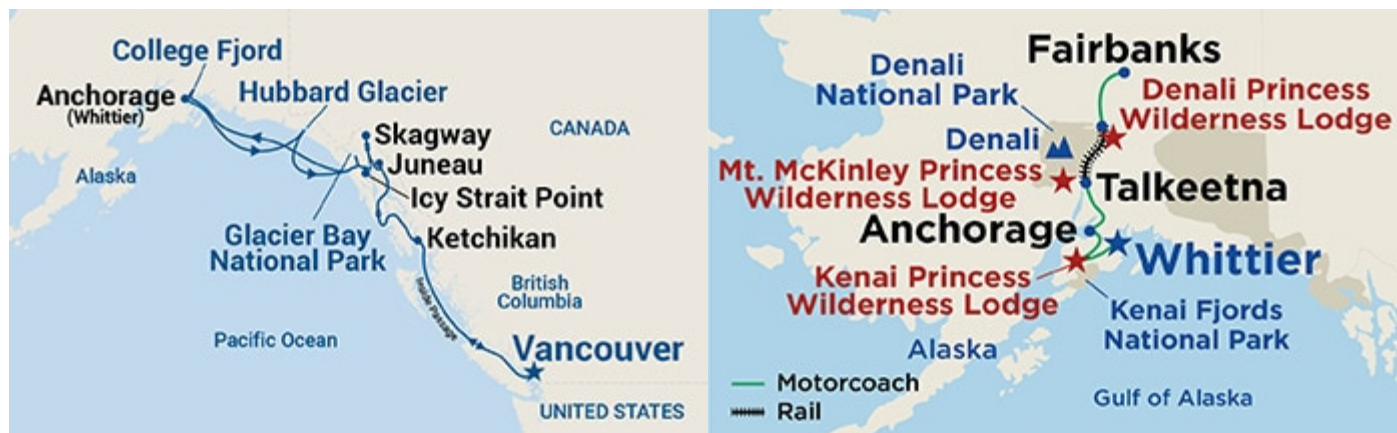 College Fjord
Anchorage
(Whittier)
Hubbard Glacier
Skagway
CANADA
Juneau
Alaska
Icy Strait Point
Glacier Bay
National Park
Ketchikan
British
Columbia
Inside Passage
Pacific Ocean
Vancouver
UNITED STATES
Fairbanks
Denali
National Park
Denali Princess
Wilderness Lodge
Denali
Mt. McKinley Princess
Wilderness Lodge
Talkeetna
Anchorage
Whittier
Kenai Princess
Wilderness Lodge
Kenai Fjords
National Park
Alaska
Motorcoach
Rail
Gulf of Alaska